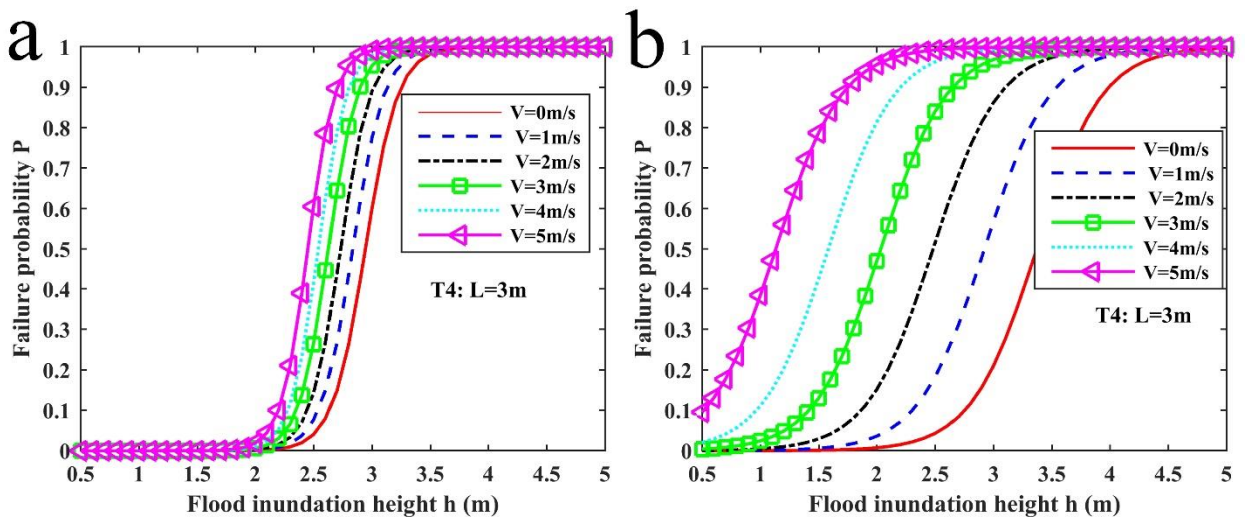 a
Failure probability P
1
0.9
0.8
0.7
0.6
0.5
0.4
0.3
0.2
0.1
0
V=0m/s
V=1m/s
V=2m/s
V=3m/s
V=4m/s
V=5m/s
T4: L=3m
0.5 1 1.5 2 2.5 3 3.5 4 4.5 5
Flood inundation height h (m)
b
Failure probability P
1
0.9
0.8
0.7
0.6
0.5
0.4
0.3
0.2
0.1
0
V=0m/s
V=1m/s
V=2m/s
V=3m/s
V=4m/s
V=5m/s
T4: L=3m
0.5 1 1.5 2 2.5 3 3.5 4 4.5 5
Flood inundation height h (m)